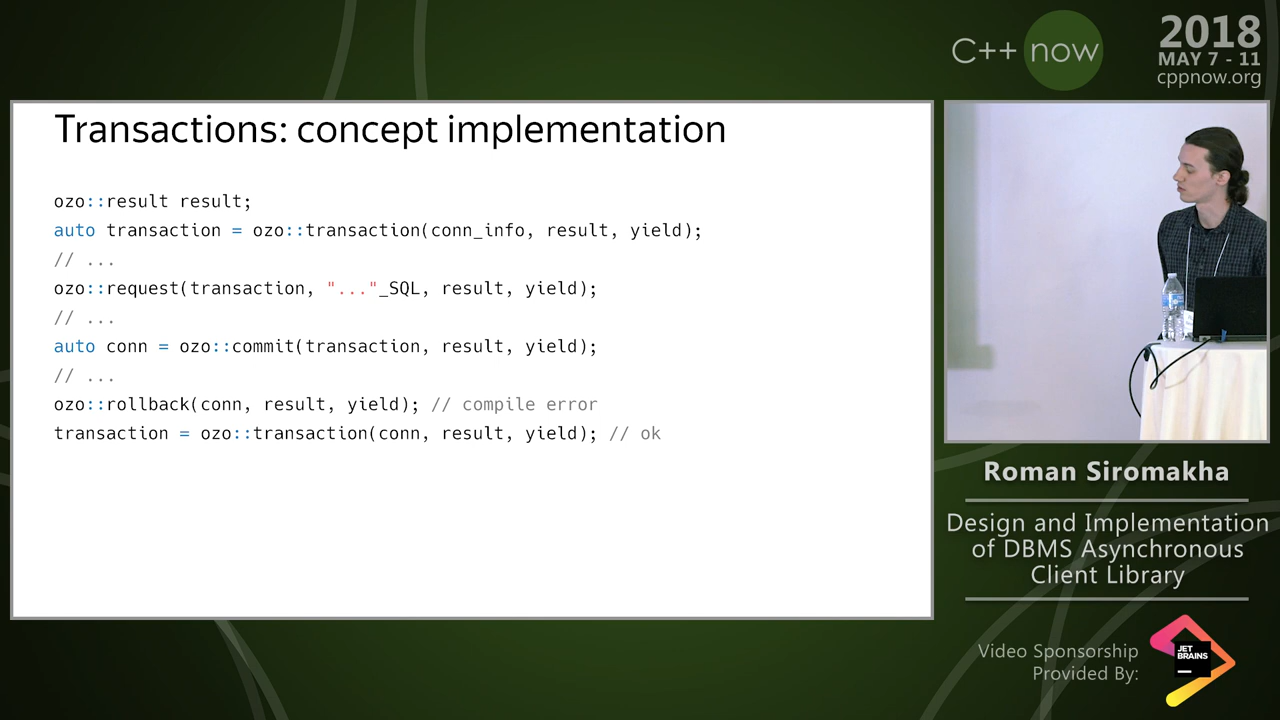 C++ now
2018
MAY 7 - 11
cppnow.org
Transactions: concept implementation
ozo::result result;
auto transaction = ozo::transaction(conn_info, result, yield);
// ...
ozo::request(transaction, "..."_SQL, result, yield);
// ...
auto conn = ozo::commit(transaction, result, yield);
// ...
ozo::rollback(conn, result, yield); // compile error
transaction = ozo::transaction(conn, result, yield); // ok
Roman Siromakha
Design and Implementation
of DBMS Asynchronous
Client Library
Video Sponsorship
Provided By:
JET
BRAINS